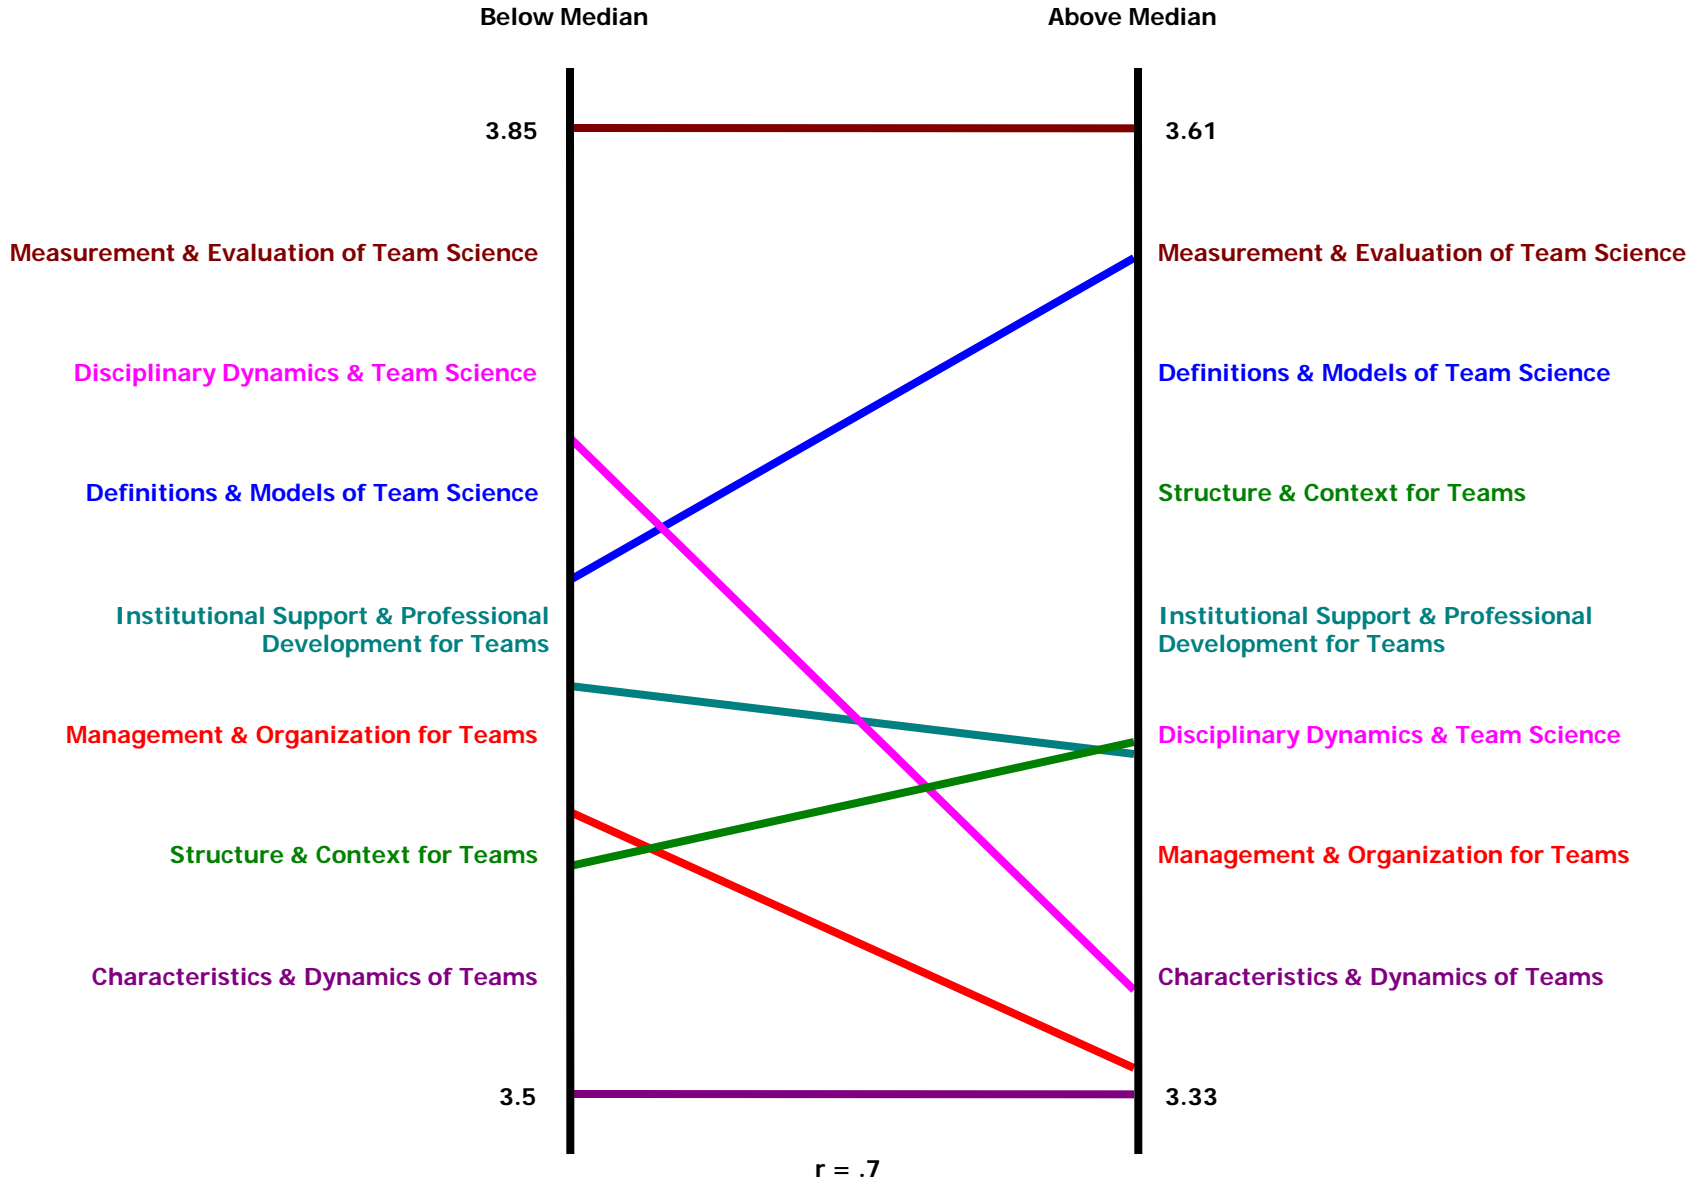 Below Median
Above Median
3.85
3.61
Measurement & Evaluation of Team Science
Measurement & Evaluation of Team Science
Disciplinary Dynamics & Team Science
Definitions & Models of Team Science
Definitions & Models of Team Science
Structure & Context for Teams
Institutional Support & Professional
Development for Teams
Institutional Support & Professional
Development for Teams
Management & Organization for Teams
Disciplinary Dynamics & Team Science
Structure & Context for Teams
Management & Organization for Teams
Characteristics & Dynamics of Teams
Characteristics & Dynamics of Teams
3.5
3.33
r = .7